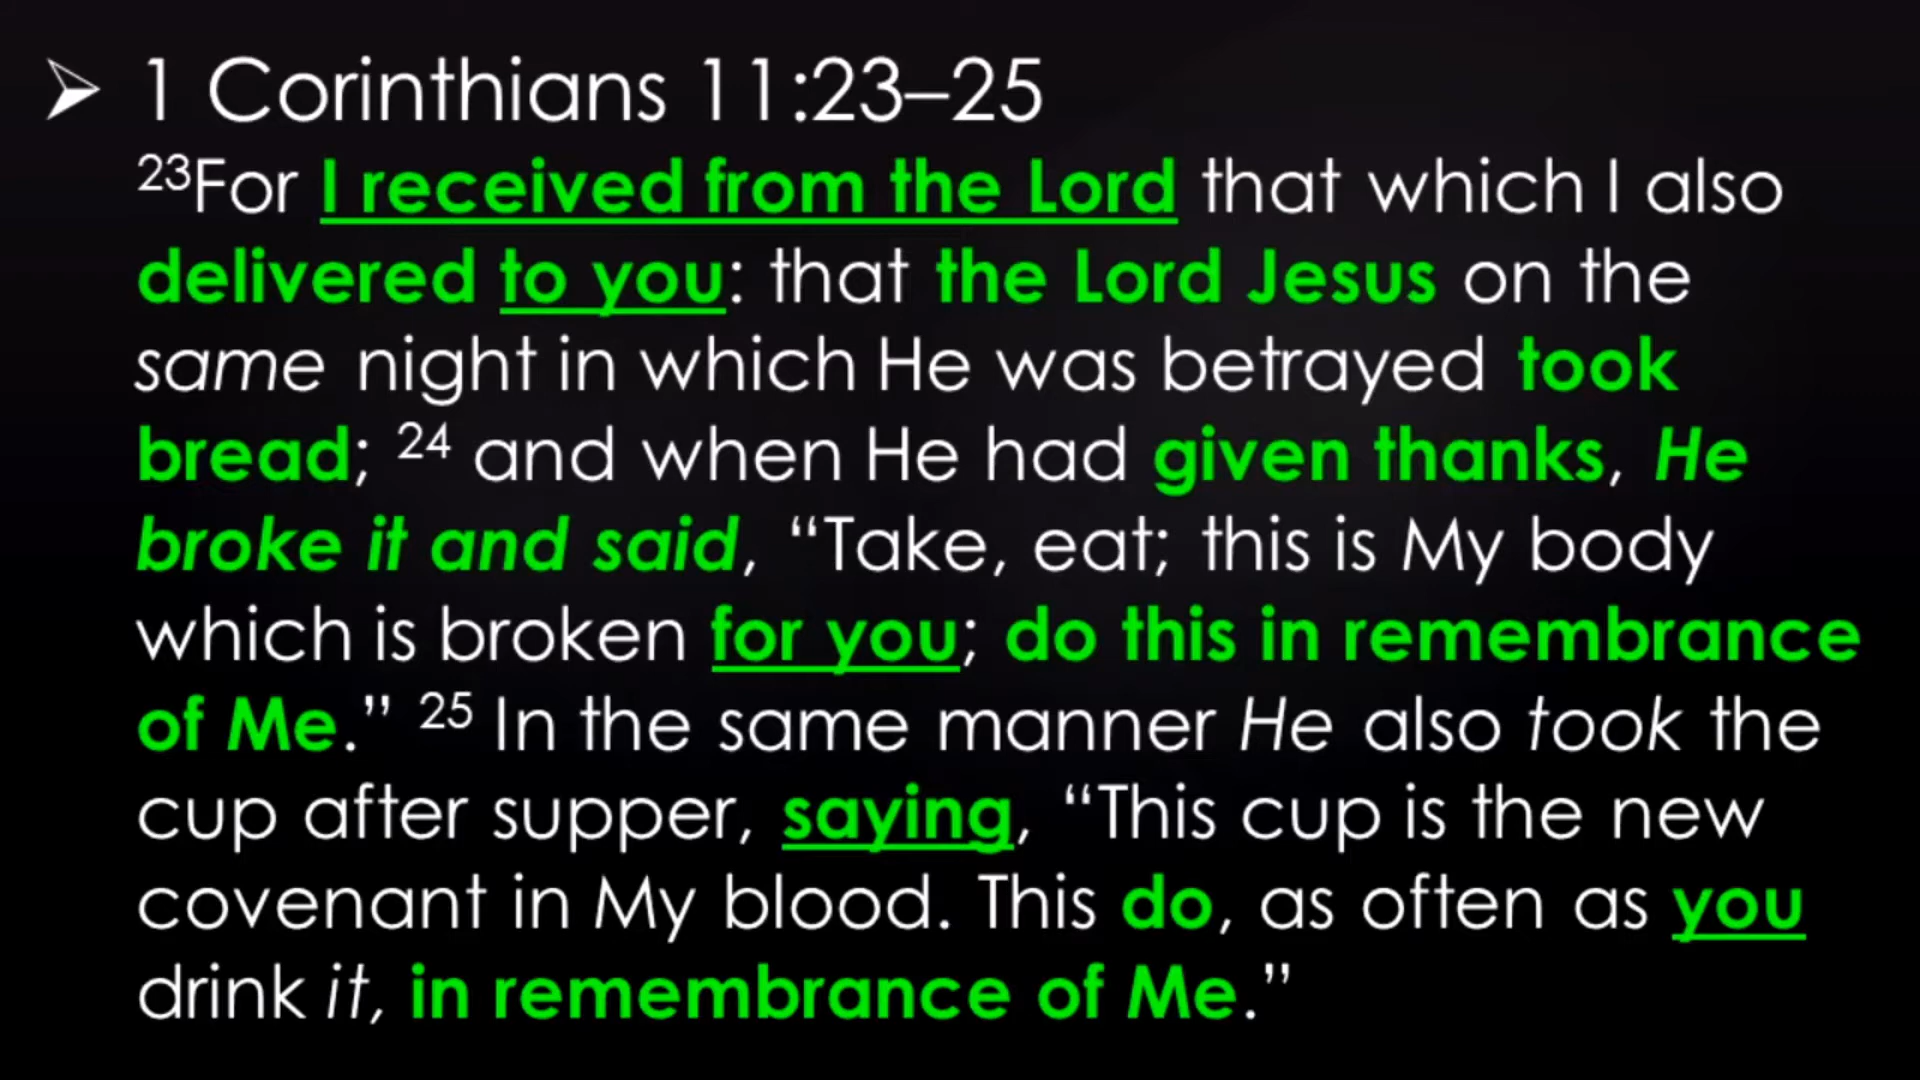 ➢ 1 Corinthians 11:23–25
²³For I received from the Lord that which I also
delivered to you: that the Lord Jesus on the
same night in which He was betrayed took
bread; ²⁴ and when He had given thanks, He
broke it and said, “Take, eat; this is My body
which is broken for you; do this in remembrance
of Me.” ²⁵ In the same manner He also took the
cup after supper, saying, “This cup is the new
covenant in My blood. This do, as often as you
drink it, in remembrance of Me.”